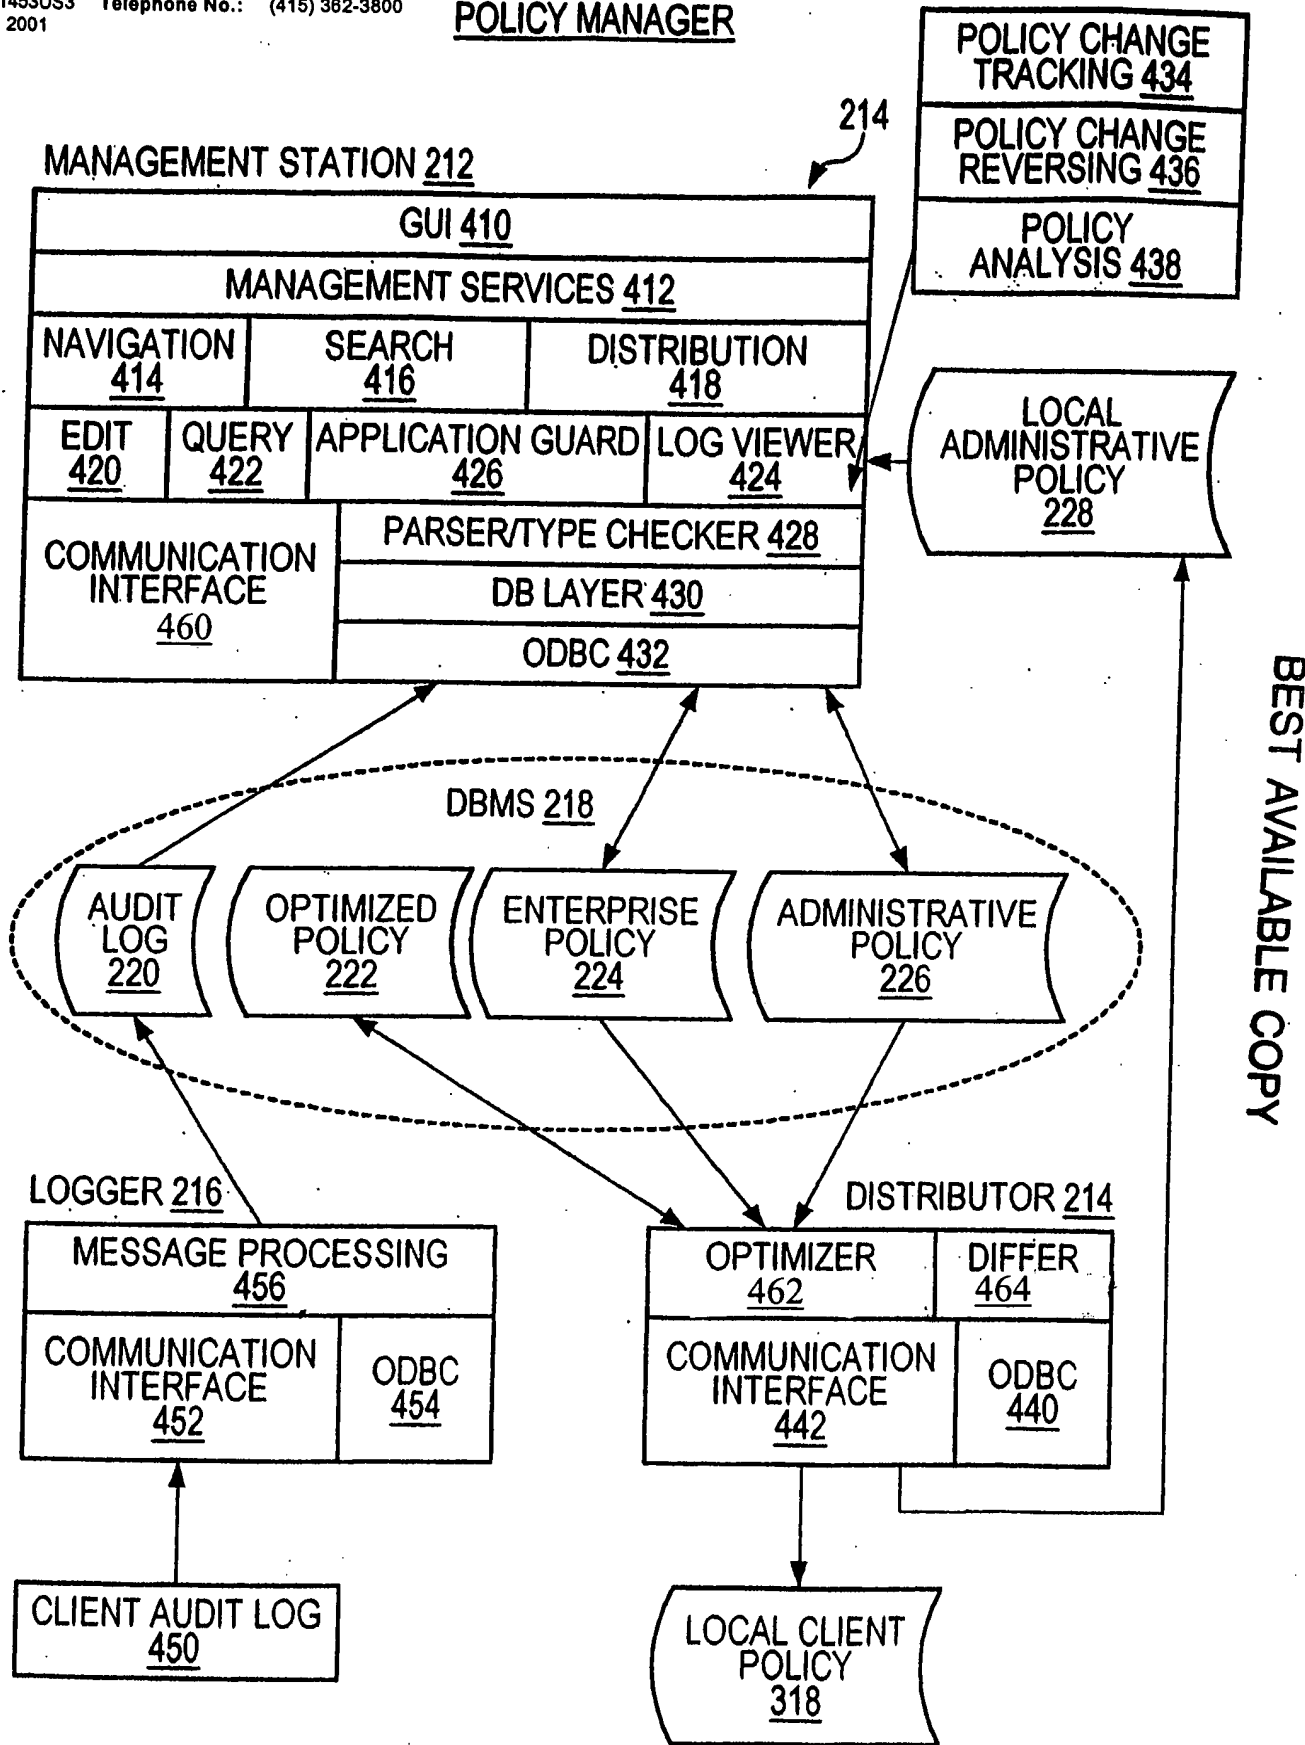 1453US3 Telephone No.: (415) 362-3800
2001
POLICY MANAGER
POLICY CHANGE
TRACKING 434
POLICY CHANGE
REVERSING 436
POLICY
ANALYSIS 438
214
MANAGEMENT STATION 212
GUI 410
MANAGEMENT SERVICES 412
NAVIGATION
414
SEARCH
416
DISTRIBUTION
418
EDIT
420
QUERY
422
APPLICATION GUARD
426
LOG VIEWER
424
LOCAL
ADMINISTRATIVE
POLICY
228
COMMUNICATION
INTERFACE
460
PARSER/TYPE CHECKER 428
DB LAYER 430
ODBC 432
BEST AVAILABLE COPY
DBMS 218
AUDIT
LOG
220
OPTIMIZED
POLICY
222
ENTERPRISE
POLICY
224
ADMINISTRATIVE
POLICY
226
LOGGER 216
MESSAGE PROCESSING
456
COMMUNICATION
INTERFACE
452
ODBC
454
DISTRIBUTOR 214
OPTIMIZER
462
DIFFER
464
COMMUNICATION
INTERFACE
442
ODBC
440
CLIENT AUDIT LOG
450
LOCAL CLIENT
POLICY
318